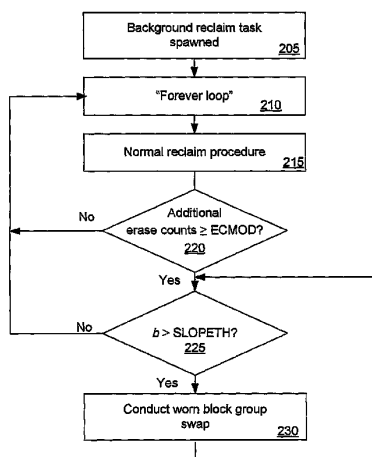 Background reclaim task
spawned
205
“Forever loop”
210
Normal reclaim procedure
215
Additional
erase counts ≥ ECMOD?
220
No
Yes
b > SLOPETH?
225
No
Yes
Conduct worn block group
swap
230